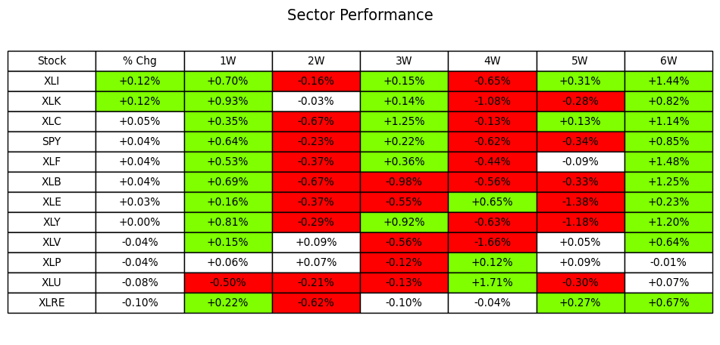 Sector Performance
Stock % Chg 1W 2W 3W 4W 5W 6W
XLI +0.12% +0.70% -0.16% +0.15% -0.65% +0.31% +1.44%
XLK +0.12% +0.93% -0.03% +0.14% -1.08% -0.28% +0.82%
XLC +0.05% +0.35% -0.67% +1.25% -0.13% +0.13% +1.14%
SPY +0.04% +0.64% -0.23% +0.22% -0.62% -0.34% +0.85%
XLF +0.04% +0.53% -0.37% +0.36% -0.44% -0.09% +1.48%
XLB +0.04% +0.69% -0.67% -0.98% -0.56% -0.33% +1.25%
XLE +0.03% +0.16% -0.37% -0.55% +0.65% -1.38% +0.23%
XLY +0.00% +0.81% -0.29% +0.92% -0.63% -1.18% +1.20%
XLV -0.04% +0.15% +0.09% -0.56% -1.66% +0.05% +0.64%
XLP -0.04% +0.06% +0.07% -0.12% +0.12% +0.09% -0.01%
XLU -0.08% -0.50% -0.21% -0.13% +1.71% -0.30% +0.07%
XLRE -0.10% +0.22% -0.62% -0.10% -0.04% +0.27% +0.67%